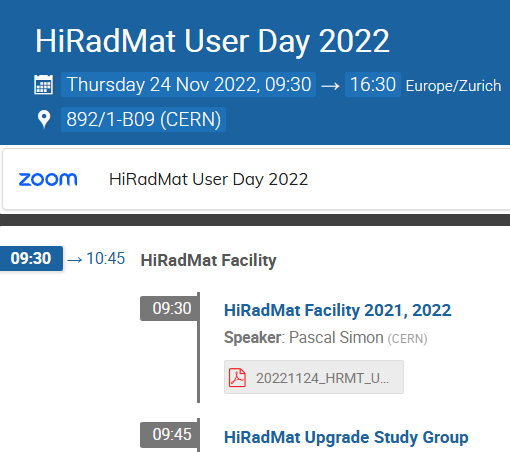 HiRadMat User Day 2022
Thursday 24 Nov 2022, 09:30 → 16:30 Europe/Zurich
892/1-B09 (CERN)
zoom HiRadMat User Day 2022
09:30 → 10:45 HiRadMat Facility
09:30 HiRadMat Facility 2021, 2022
Speaker: Pascal Simon (CERN)
20221124_HRMT_U...
09:45 HiRadMat Upgrade Study Group